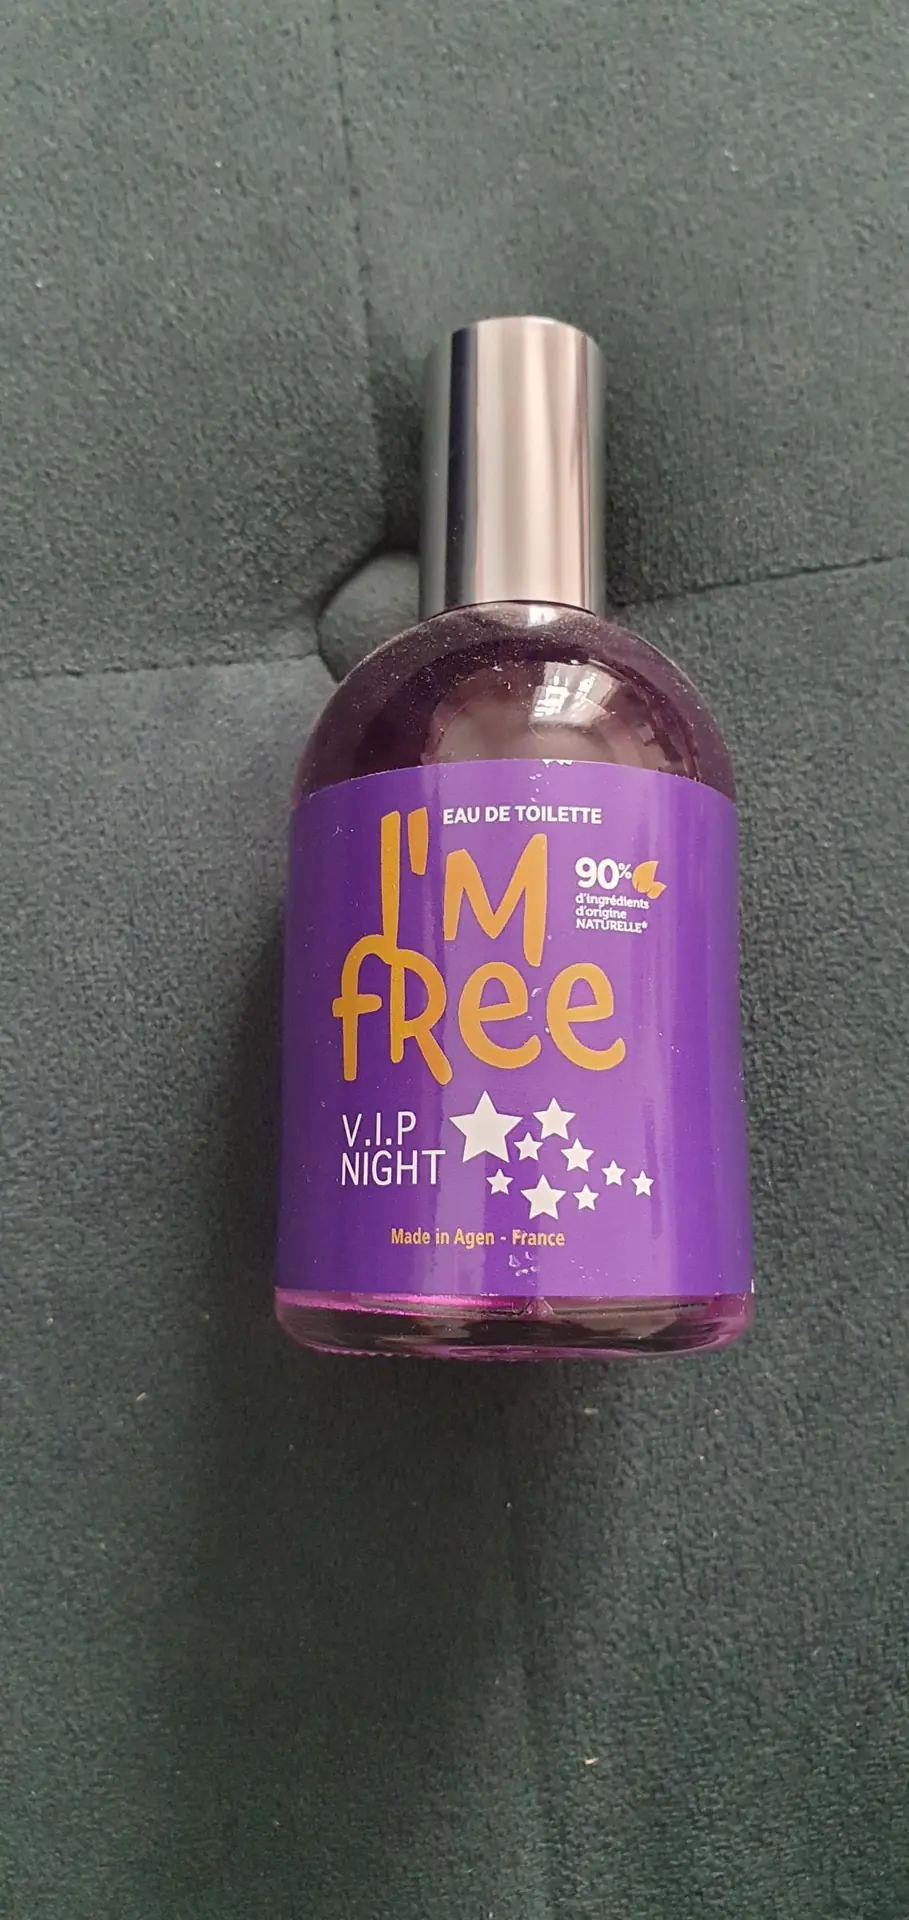 EAU DE TOILETTE
I'M
fRee
90%
d'ingrédients
d'origine
NATURELLE*
V.I.P
NIGHT
Made in Agen - France